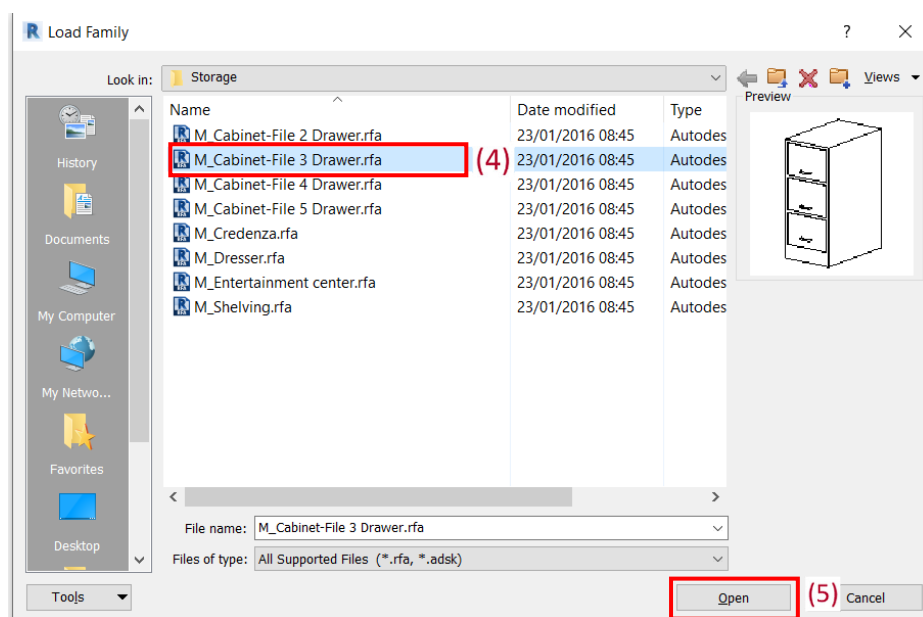 R Load Family
?
Look in: Storage
Views
Preview
Name Date modified Type
M_Cabinet-File 2 Drawer.rfa 23/01/2016 08:45 Autodes
M_Cabinet-File 3 Drawer.rfa (4) 23/01/2016 08:45 Autodes
M_Cabinet-File 4 Drawer.rfa 23/01/2016 08:45 Autodes
M_Cabinet-File 5 Drawer.rfa 23/01/2016 08:45 Autodes
M_Credenza.rfa 23/01/2016 08:45 Autodes
M_Dresser.rfa 23/01/2016 08:45 Autodes
M_Entertainment center.rfa 23/01/2016 08:45 Autodes
M_Shelving.rfa 23/01/2016 08:45 Autodes
History
Documents
My Computer
My Netwo...
Favorites
Desktop
File name: M_Cabinet-File 3 Drawer.rfa
Files of type: All Supported Files (*.rfa, *.adsk)
Tools
Open (5) Cancel